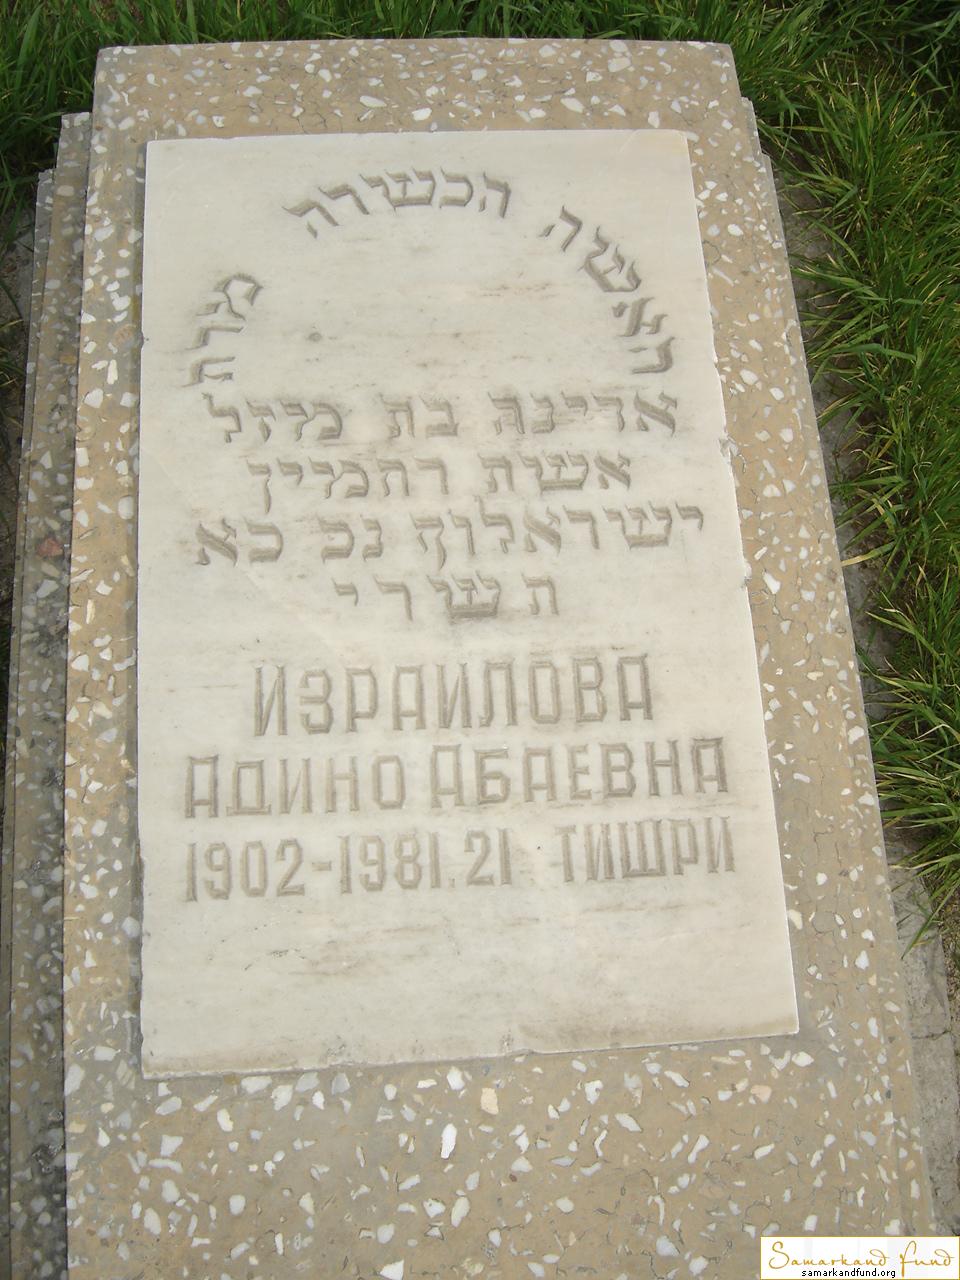 האשה הכשרה מרת
אדינה בת מזל
אשת רחמין
ישראלוף נפ כא
תשרי
ИЗРАИЛОВА
АДИНО АБАЕВНА
1902-1981.21 ТИШРИ
Samarkand fund
samarkandfund.org